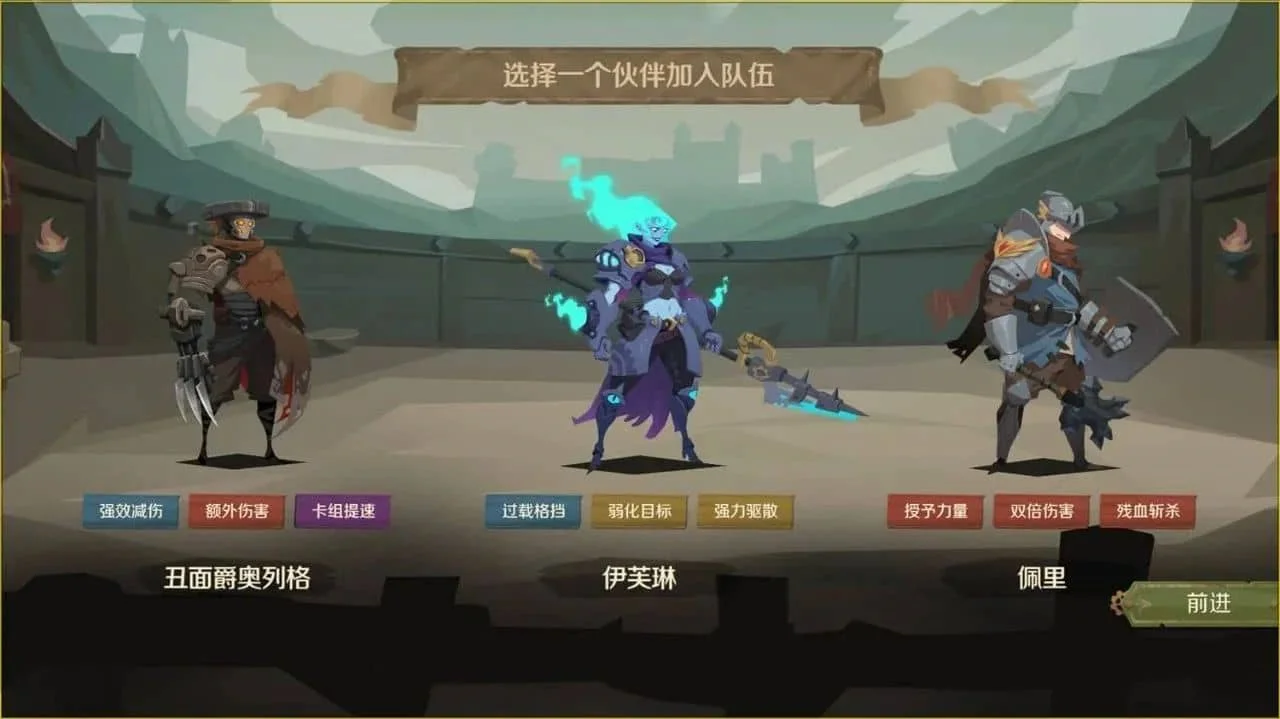 选择一个伙伴加入队伍
强效减伤 额外伤害 卡组提速
过载格挡 弱化目标 强力驱散
授予力量 双倍伤害 残血斩杀
丑面爵奥列格
伊芙琳
佩里
前进